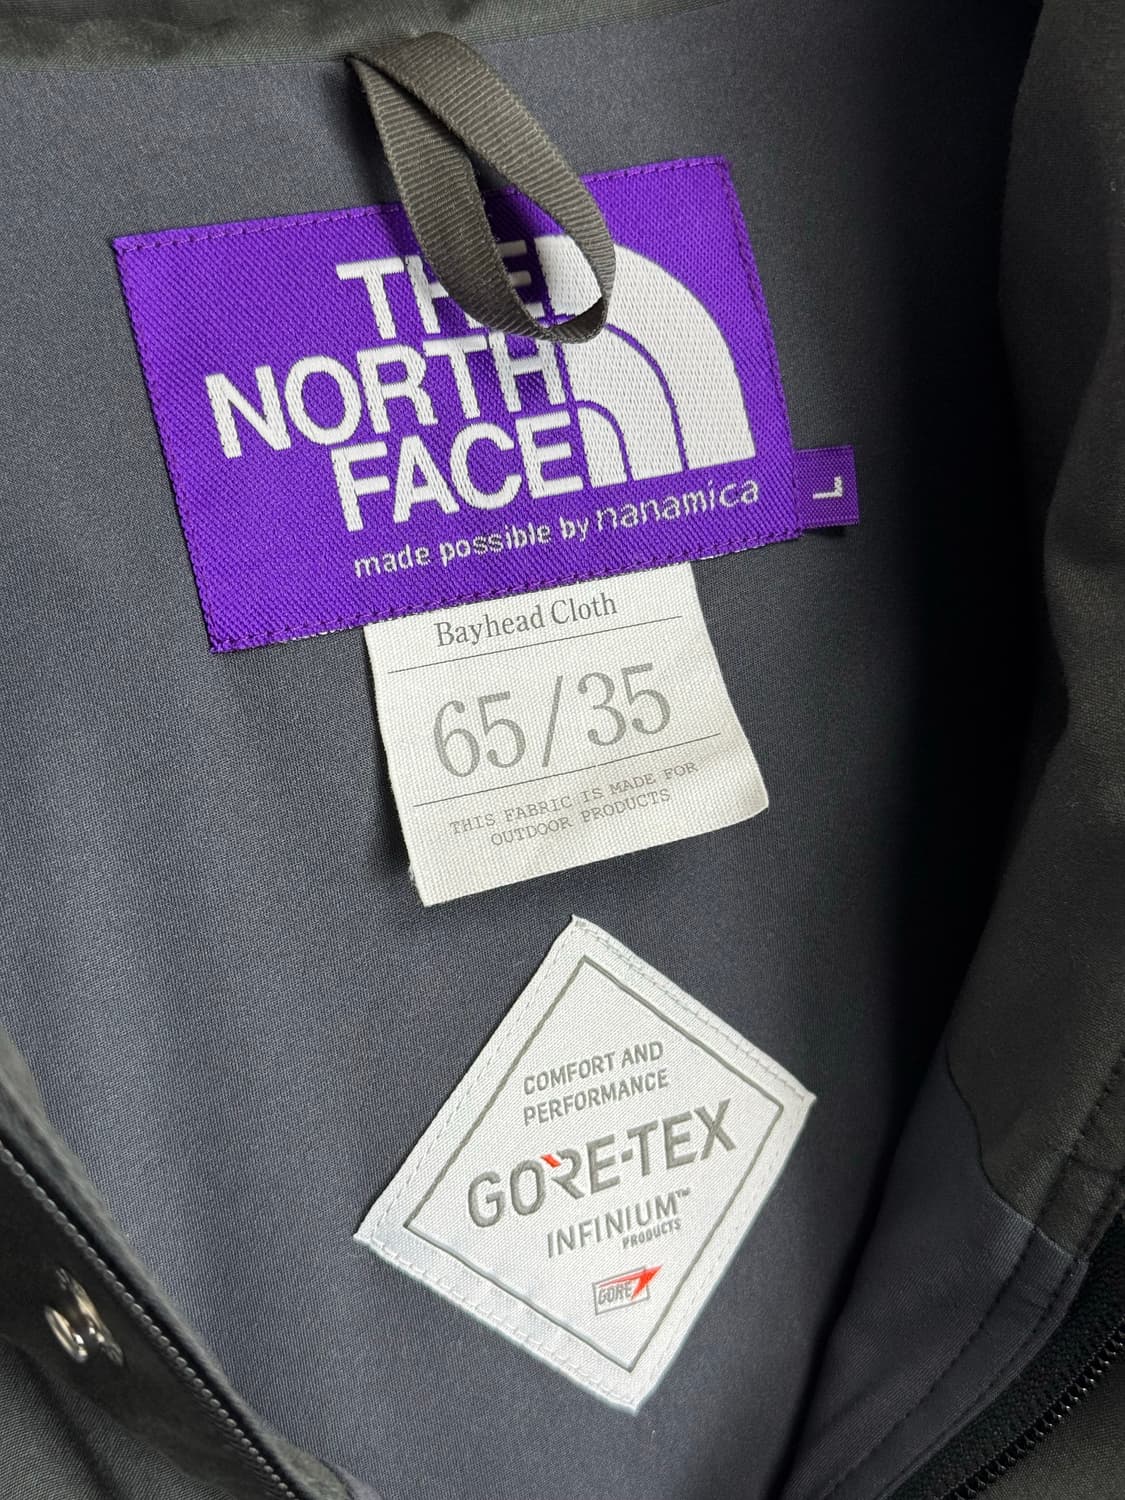 THE
NORTH
FACE
made possible by nanamica
L
Bayhead Cloth
65/35
THIS FABRIC IS MADE FOR
OUTDOOR PRODUCTS
COMFORT AND
PERFORMANCE
GORE-TEX
INFINIUM™
PRODUCTS
GORE